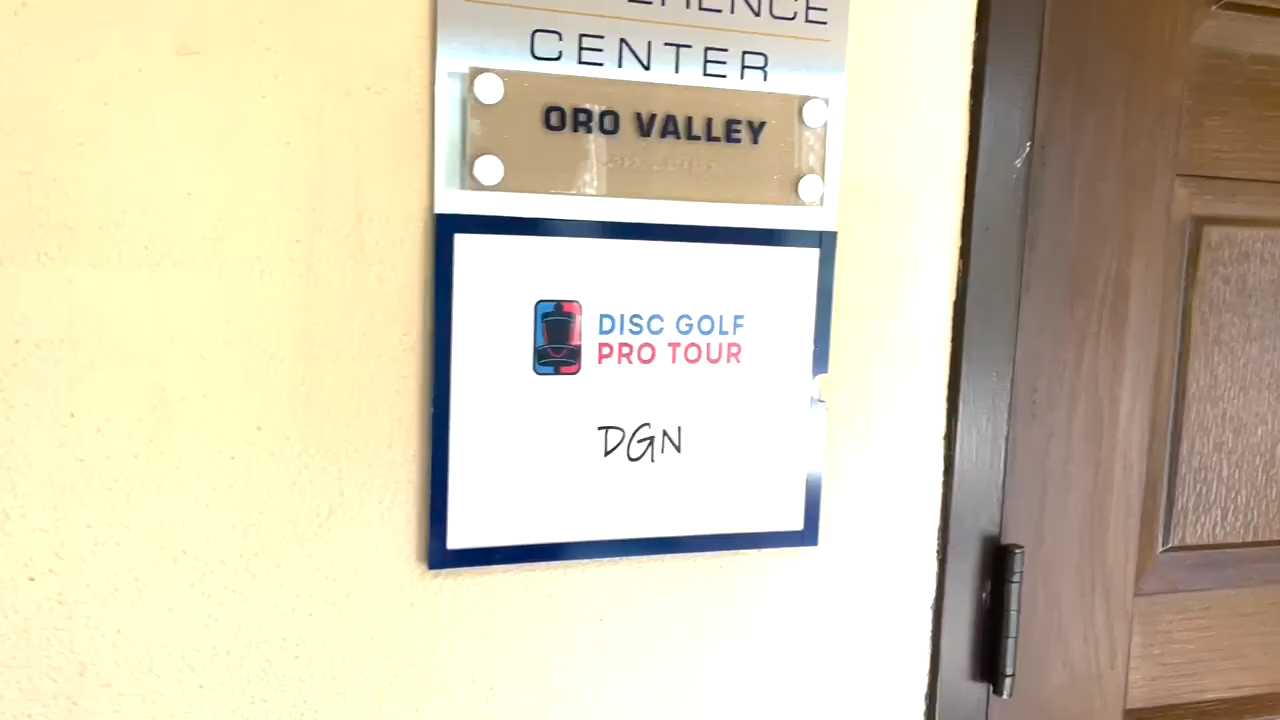 CENTER
ORO VALLEY
DISC GOLF
PRO TOUR
DGN